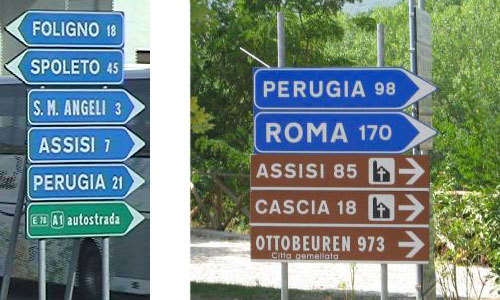 FOLIGNO 18
SPOLETO 45
S. M. ANGELI 3
ASSISI 7
PERUGIA 21
E 78 A1 autostrada
PERUGIA 98
ROMA 170
ASSISI 85
CASCIA 18
OTTOBEUREN 973
Citta gemellata